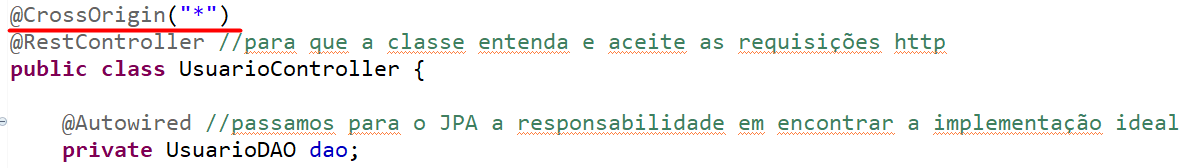 @CrossOrigin("*")
@RestController //para que a classe entenda e aceite as requisições http
public class UsuarioController {
@Autowired //passamos para o JPA a responsabilidade em encontrar a implementação ideal
private UsuarioDAO dao;